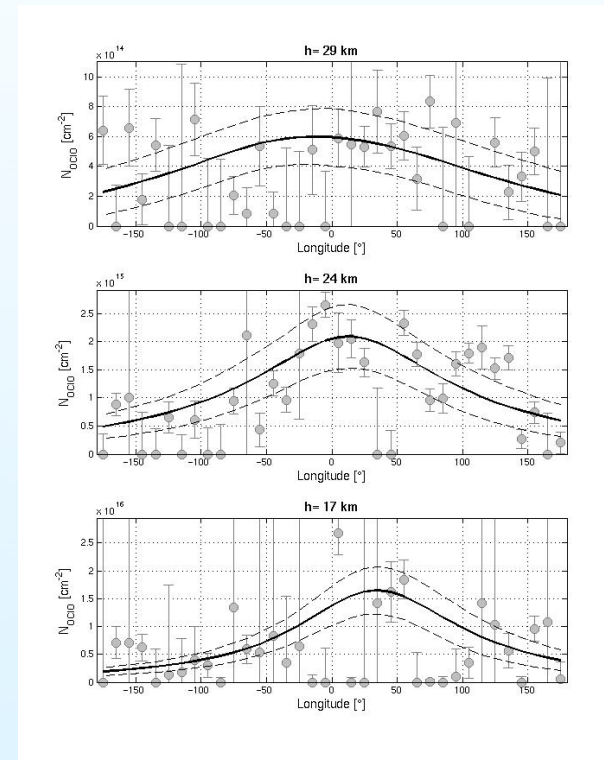 h= 29 km
x 10^14
10
8
6
4
2
0
N_OClO [cm^-2]
-150 -100 -50 0 50 100 150
Longitude [°]
h= 24 km
x 10^15
2.5
2
1.5
1
0.5
0
N_OClO [cm^-2]
-150 -100 -50 0 50 100 150
Longitude [°]
h= 17 km
x 10^16
2.5
2
1.5
1
0.5
0
N_OClO [cm^-2]
-150 -100 -50 0 50 100 150
Longitude [°]